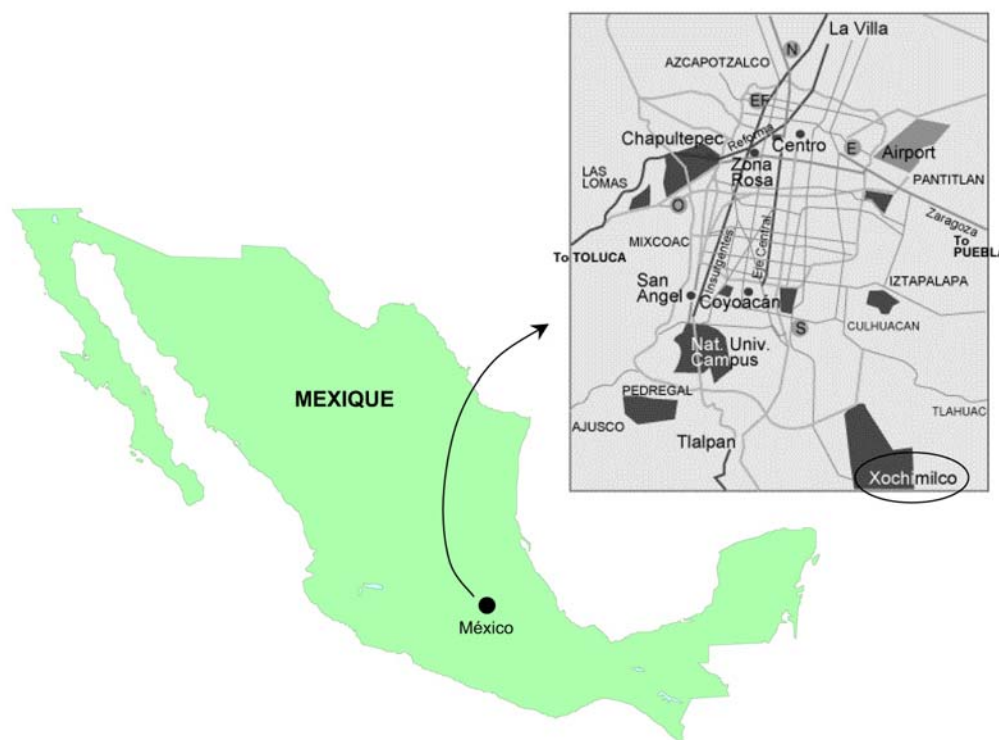 La Villa
N
AZCAPOTZALCO
EF
Reforma
Chapultepec
Centro
E
Airport
Zona
Rosa
LAS
LOMAS
PANTITLAN
O
Zaragoza
MIXCOAC
To TOLUCA
To
PUEBLA
Insurgentes
Eje Central
San
Angel
IZTAPALAPA
Coyoacán
S
CULHUACAN
Nat. Univ.
Campus
PEDREGAL
AJUSCO
TLAHUAC
Tlalpan
Xochimilco
MEXIQUE
México